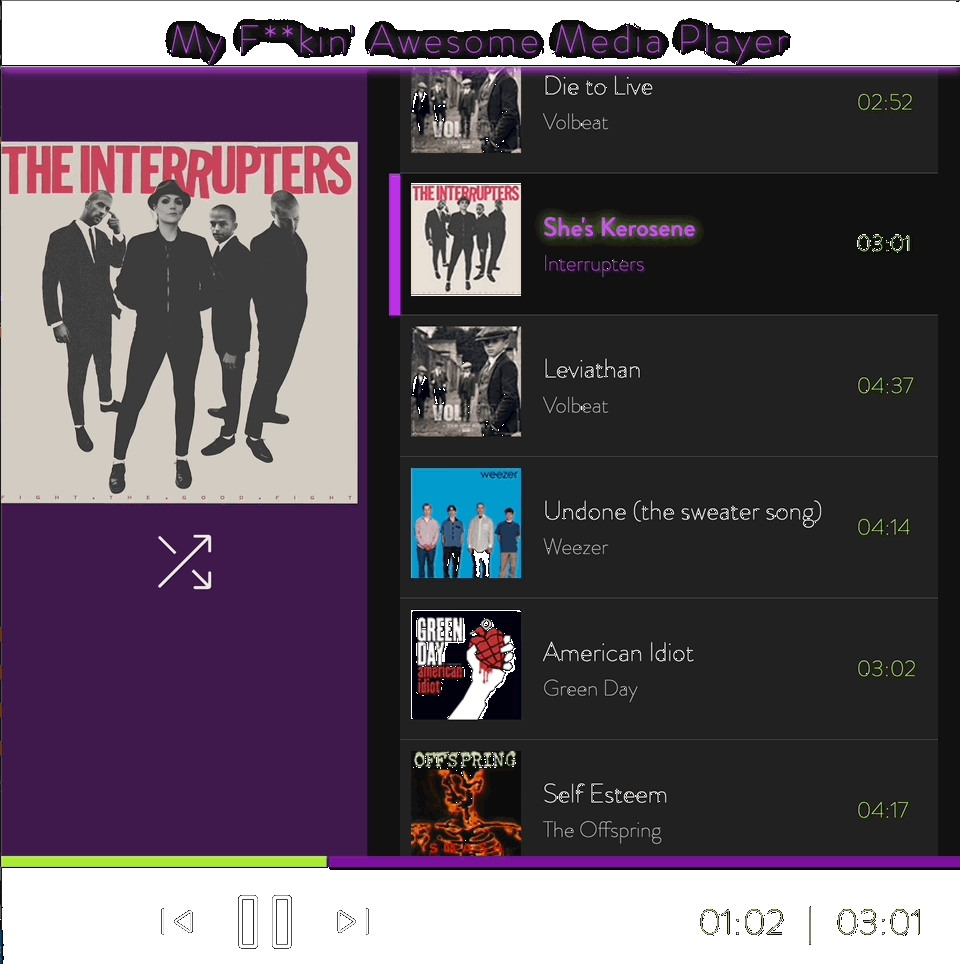 My F**kin' Awesome Media Player
THE INTERRUPTERS
FIGHT • THE • GOOD • FIGHT
Die to Live
Volbeat
02:52
VOL
THE INTERRUPTERS
She's Kerosene
Interrupters
03:01
Leviathan
Volbeat
04:37
VOL
weezer
Undone (the sweater song)
Weezer
04:14
GREEN
DAY
american
idiot
American Idiot
Green Day
03:02
OFFSPRING
Self Esteem
The Offspring
04:17
01:02 | 03:01